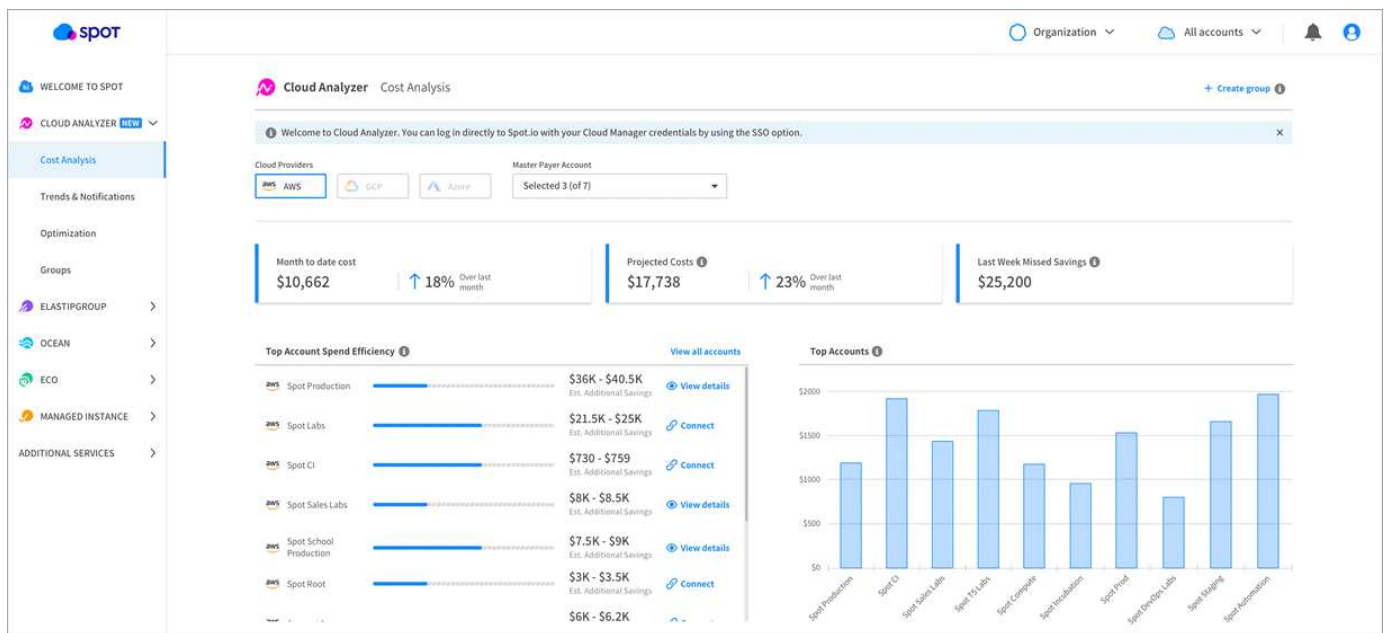 spot
Organization
All accounts
WELCOME TO SPOT
CLOUD ANALYZER NEW
Cost Analysis
Trends & Notifications
Optimization
Groups
ELASTIPGROUP
OCEAN
ECO
MANAGED INSTANCE
ADDITIONAL SERVICES
Cloud Analyzer Cost Analysis
+ Create group
Welcome to Cloud Analyzer. You can log in directly to Spot.io with your Cloud Manager credentials by using the SSO option.
Cloud Providers
Master Payer Account
aws AWS
GCP
Azure
Selected 3 (of 7)
Month to date cost
$10,662
18% Over last
month
Projected Costs
$17,738
23% Over last
month
Last Week Missed Savings
$25,200
Top Account Spend Efficiency
View all accounts
aws Spot Production
$36K - $40.5K
Est. Additional Savings
View details
aws Spot Labs
$21.5K - $25K
Est. Additional Savings
Connect
aws Spot CI
$730 - $759
Est. Additional Savings
Connect
aws Spot Sales Labs
$8K - $8.5K
Est. Additional Savings
View details
aws Spot School
Production
$7.5K - $9K
Est. Additional Savings
View details
aws Spot Root
$3K - $3.5K
Est. Additional Savings
Connect
$6K - $6.2K
Top Accounts
$2000
$1500
$1000
$500
$0
Spot Production
Spot CI
Spot Sales Labs
Spot TS Labs
Spot Compute
Spot Incubation
Spot Prod
Spot DevOps Labs
Spot Staging
Spot Automation